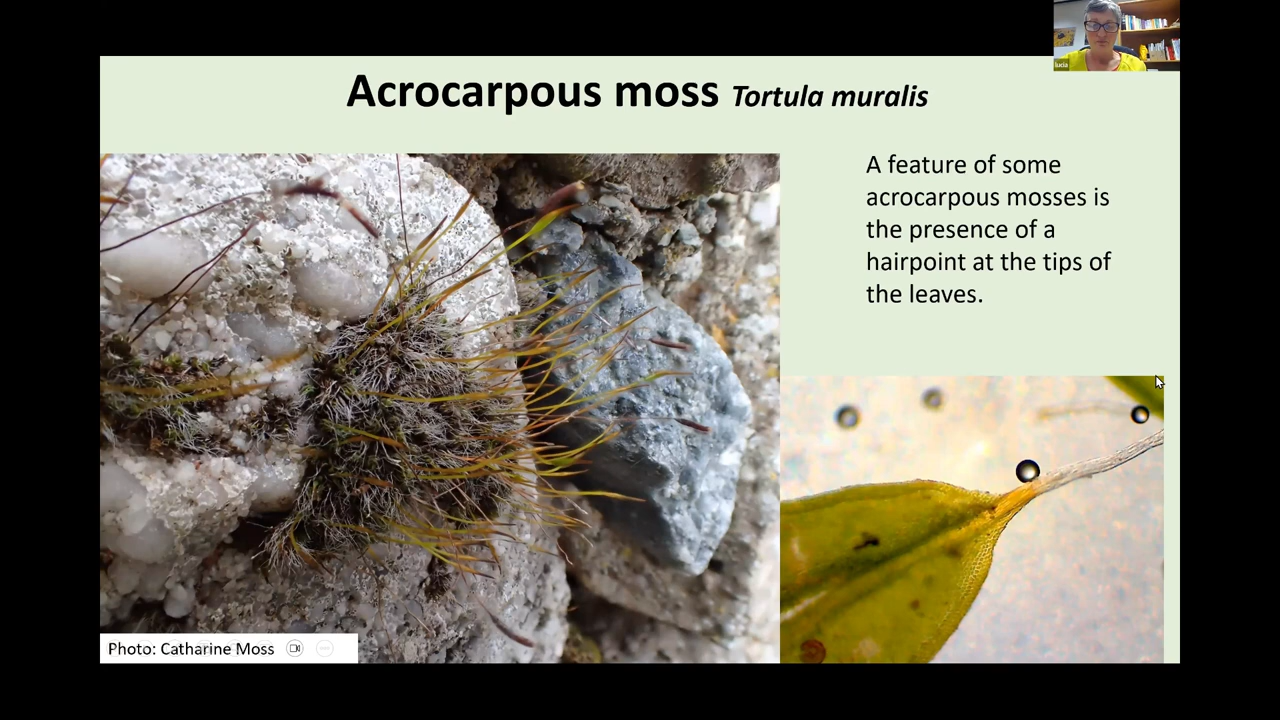 lucia
Acrocarpous moss Tortula muralis
A feature of some
acrocarpous mosses is
the presence of a
hairpoint at the tips of
the leaves.
Photo: Catharine Moss